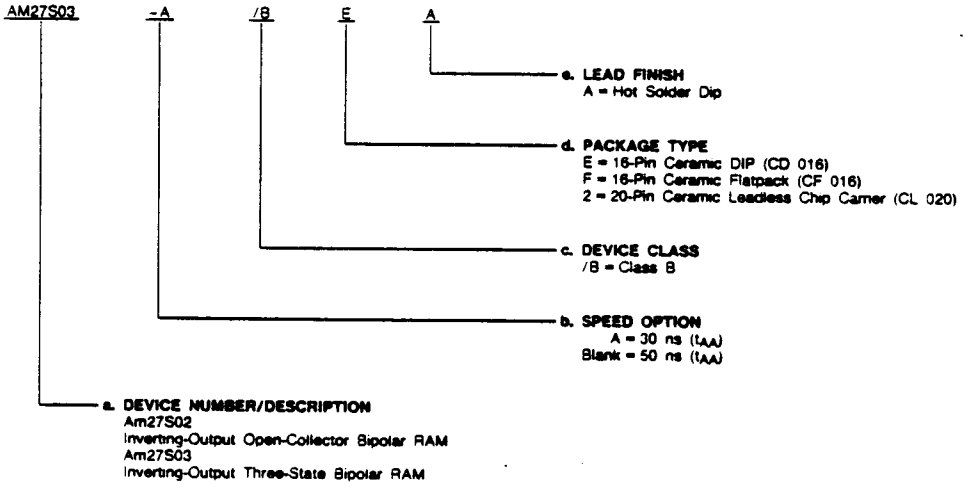 AM27S03 -A /B E A
e. LEAD FINISH
A = Hot Solder Dip
d. PACKAGE TYPE
E = 16-Pin Ceramic DIP (CD 016)
F = 16-Pin Ceramic Flatpack (CF 016)
2 = 20-Pin Ceramic Leadless Chip Carrier (CL 020)
c. DEVICE CLASS
/B = Class B
b. SPEED OPTION
A = 30 ns (tAA)
Blank = 50 ns (tAA)
a. DEVICE NUMBER/DESCRIPTION
Am27S02
Inverting-Output Open-Collector Bipolar RAM
Am27S03
Inverting-Output Three-State Bipolar RAM